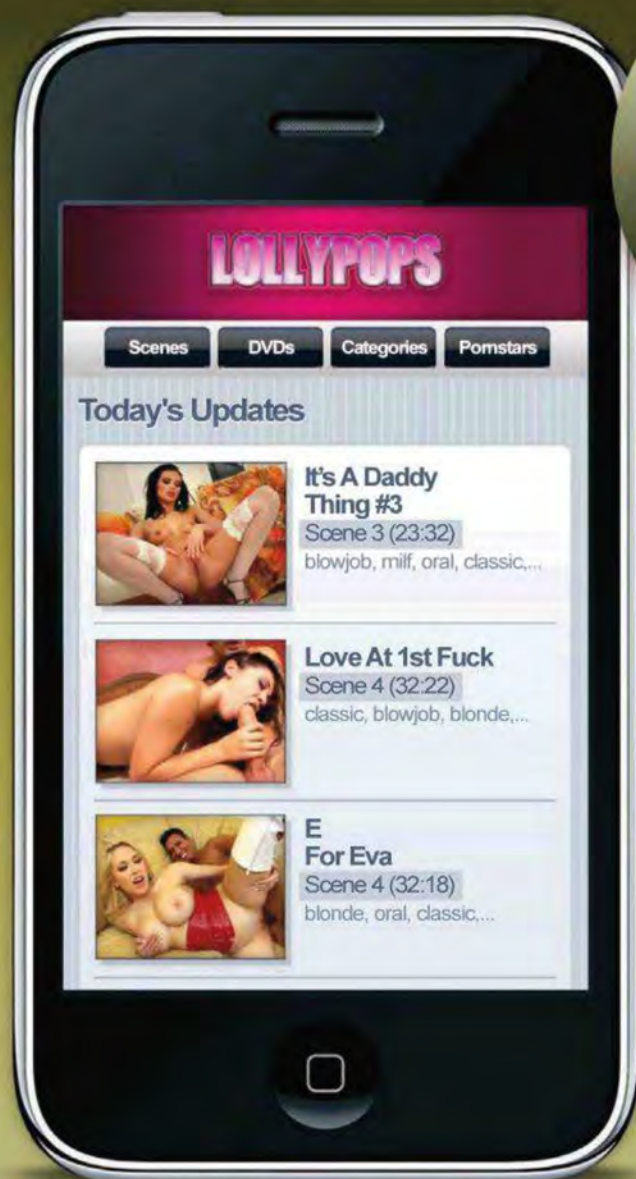 LOLLYPOPS
Scenes DVDs Categories Pornstars
Today's Updates
It's A Daddy
Thing #3
Scene 3 (23:32)
blowjob, milf, oral, classic,...
Love At 1st Fuck
Scene 4 (32:22)
classic, blowjob, blonde,...
E
For Eva
Scene 4 (32:18)
blonde, oral, classic,...